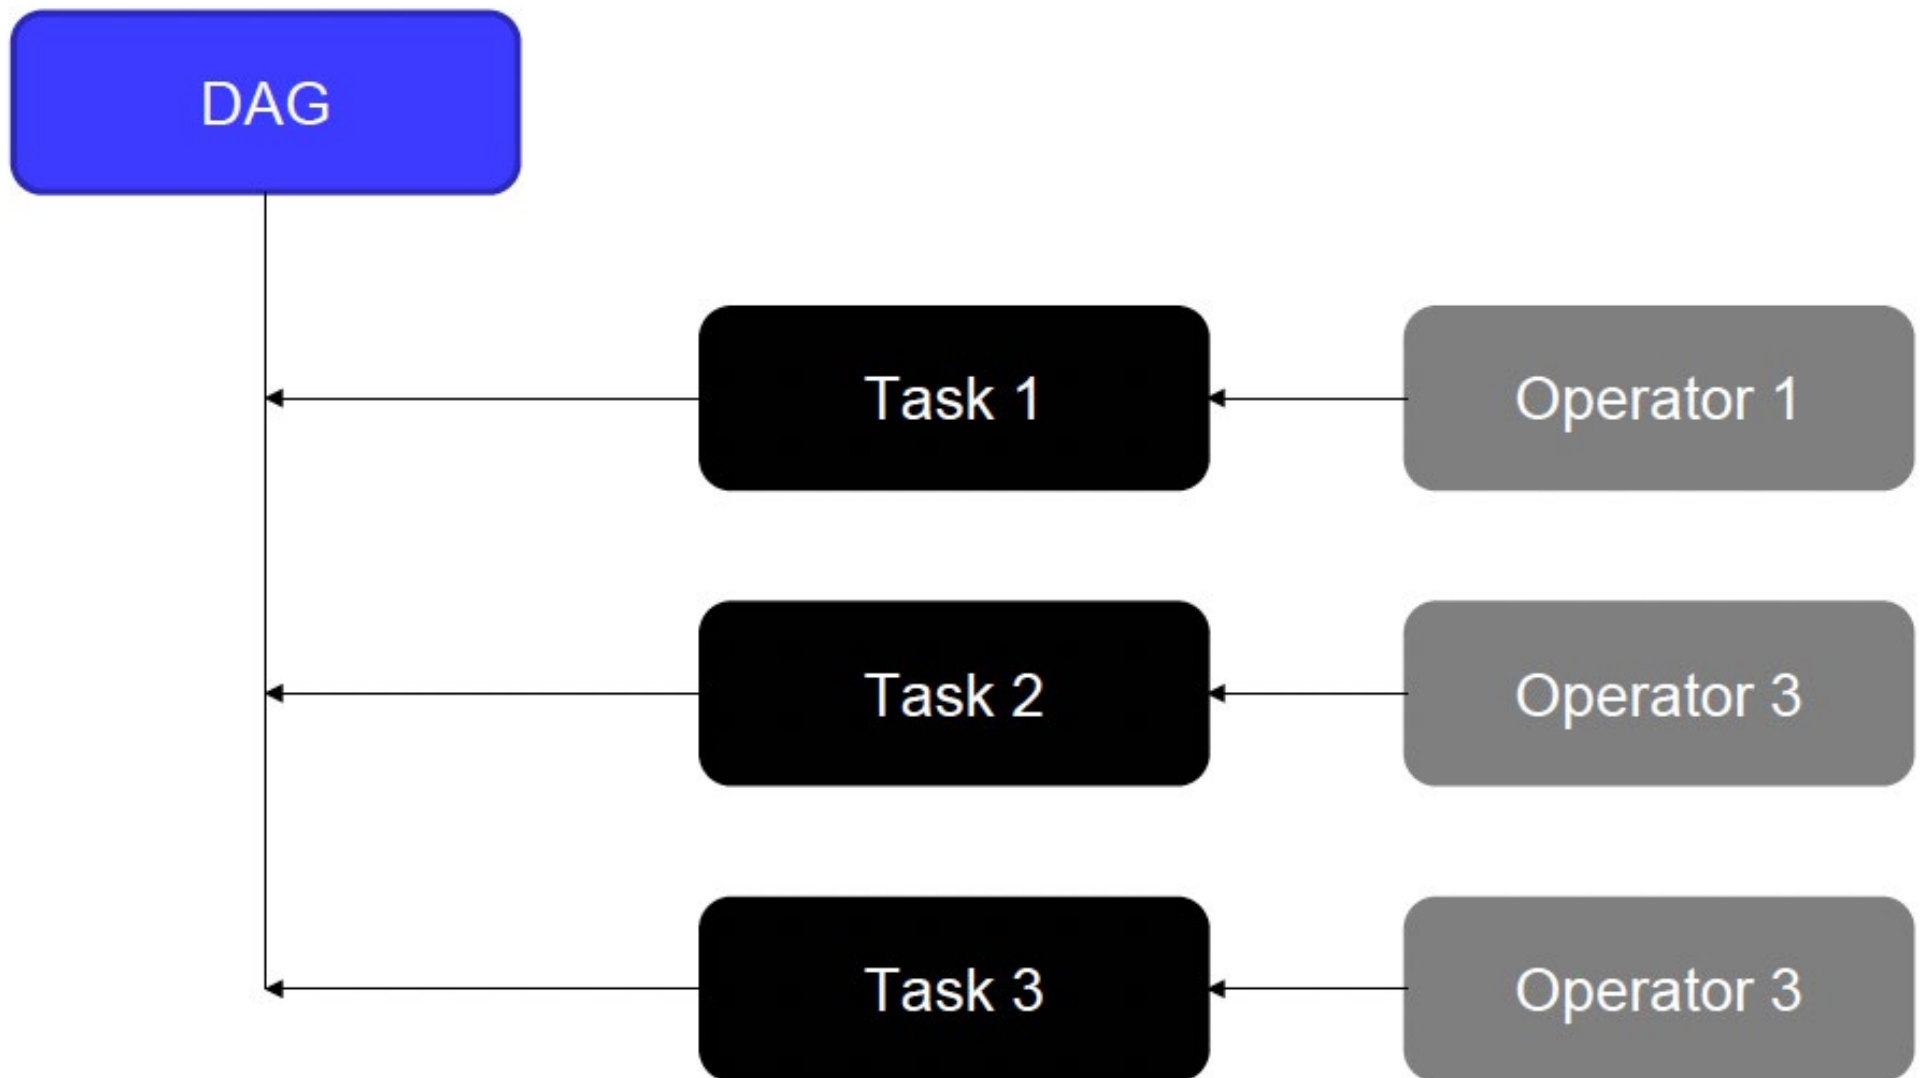 DAG
Task 1
Operator 1
Task 2
Operator 3
Task 3
Operator 3